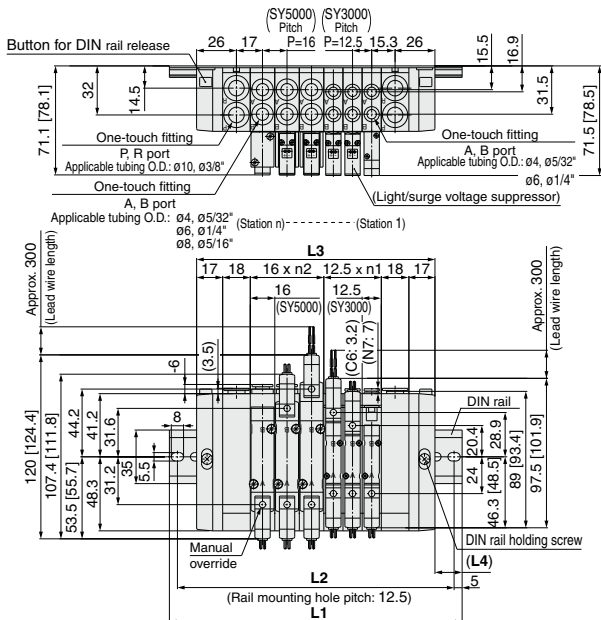 (SY5000) (SY3000)
Pitch Pitch
Button for DIN rail release
26 17 P=16 P=12.5 15.3 26
15.5
16.9
32
14.5
31.5
71.1 [78.1]
71.5 [78.5]
One-touch fitting
P, R port
Applicable tubing O.D.: ø10, ø3/8"
One-touch fitting
A, B port
Applicable tubing O.D.: ø4, ø5/32"
ø6, ø1/4"
One-touch fitting
A, B port
Applicable tubing O.D.: ø4, ø5/32"
ø6, ø1/4"
ø8, ø5/16"
(Light/surge voltage suppressor)
(Station n)------------(Station 1)
L3
17 18 16 x n2 12.5 x n1 18 17
16 12.5
(SY5000) (SY3000)
Approx. 300
(Lead wire length)
Approx. 300
(Lead wire length)
-6
(3.5)
(C6: 3.2)
(N7: 7)
DIN rail
120 [124.4]
107.4 [111.8]
53.5 [55.7]
44.2
48.3
41.2
31.6
31.2
35
5.5
8
20.4
24
28.9
46.3 [48.5]
89 [93.4]
97.5 [101.9]
Manual
override
DIN rail holding screw
L2
(L4)
(Rail mounting hole pitch: 12.5)
5
L1